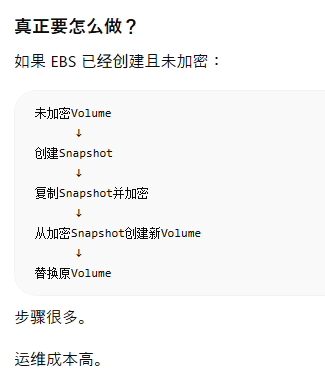 真正要怎么做？
如果 EBS 已经创建且未加密：
未加密Volume
↓
创建Snapshot
↓
复制Snapshot并加密
↓
从加密Snapshot创建新Volume
↓
替换原Volume
步骤很多。
运维成本高。